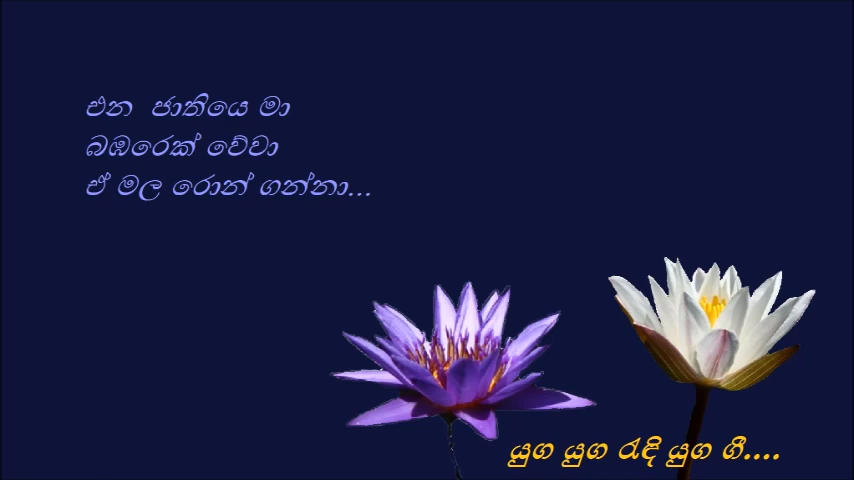 එන ජාතියෙ මා
බඹරෙක් වේවා
ඒ මල රොන් ගන්නා...
යුග යුග රැඳි යුග ගී....